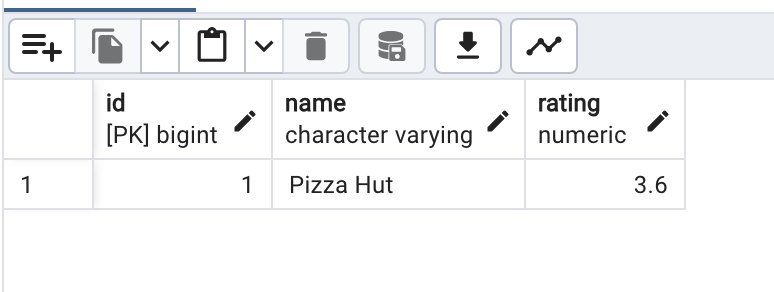 id
[PK] bigint
name
character varying
rating
numeric
1
1
Pizza Hut
3.6